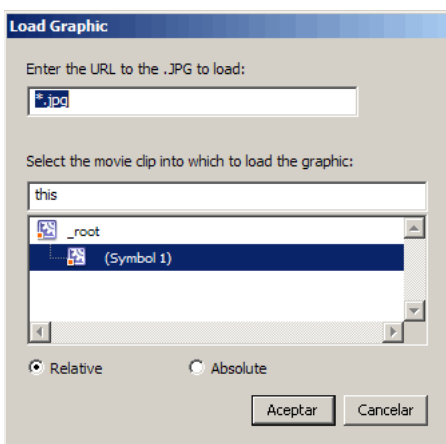 Load Graphic
Enter the URL to the .JPG to load:
*.jpg
Select the movie clip into which to load the graphic:
this
_root
(Symbol 1)
Relative Absolute
Aceptar Cancelar